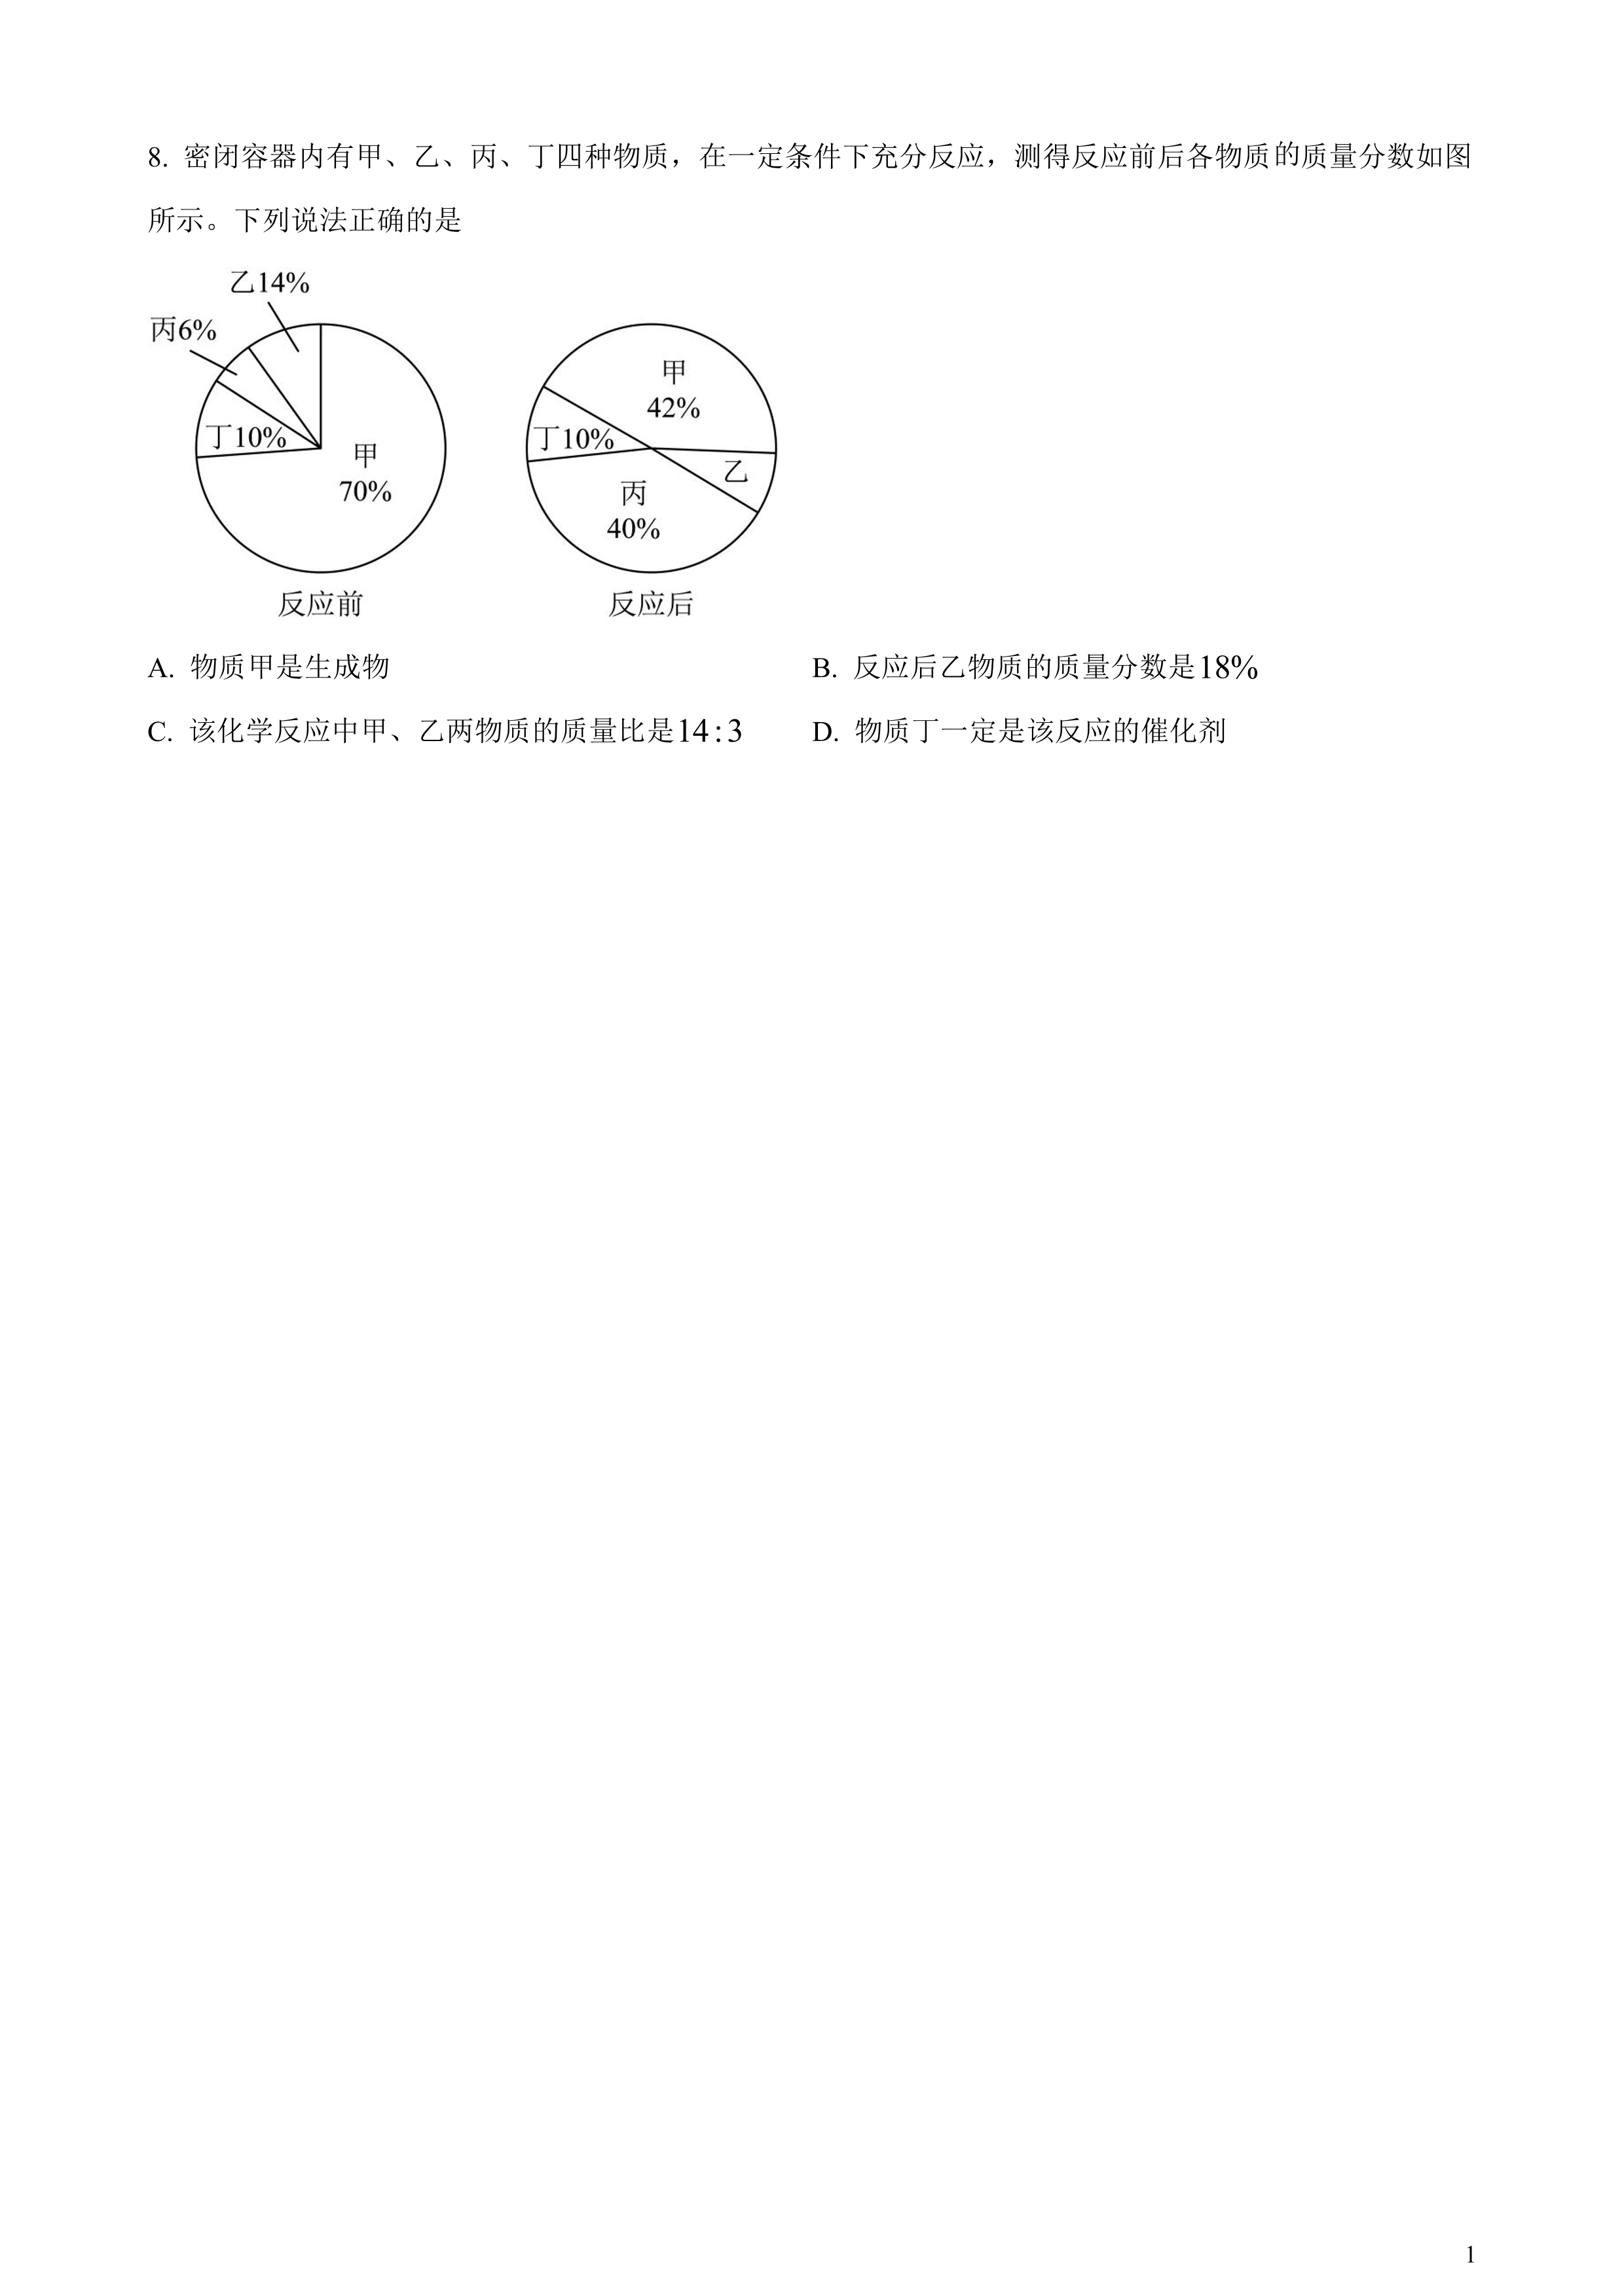 8. 密闭容器内有甲、乙、丙、丁四种物质，在一定条件下充分反应，测得反应前后各物质的质量分数如图
所示。下列说法正确的是
乙14%
丙6%
丁10%
甲
70%
反应前
甲
42%
丁10%
乙
丙
40%
反应后
A. 物质甲是生成物 B. 反应后乙物质的质量分数是18%
C. 该化学反应中甲、乙两物质的质量比是14:3 D. 物质丁一定是该反应的催化剂
1